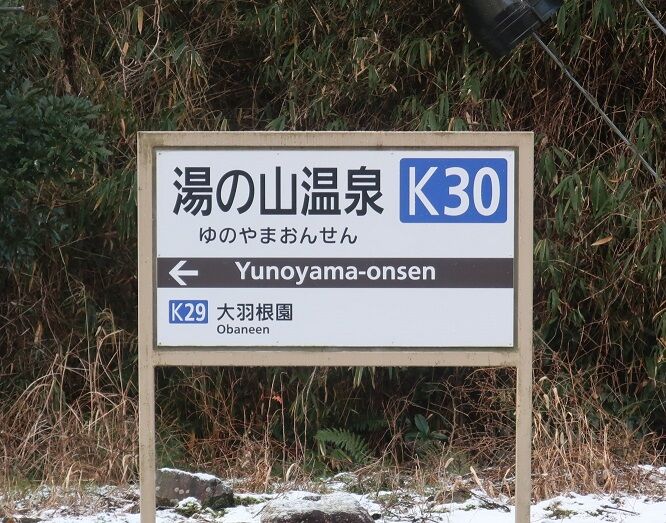 湯の山温泉 K30
ゆのやまおんせん
← Yunoyama-onsen
K29 大羽根園
Obaneen